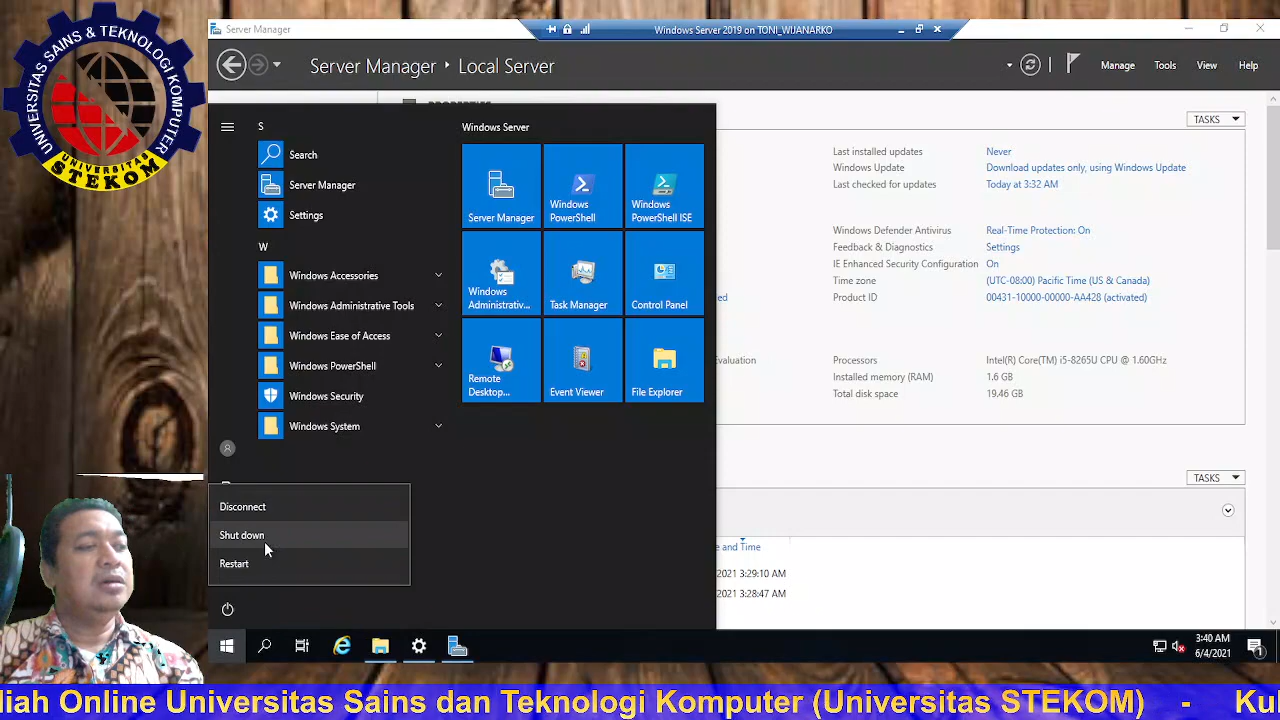 UNIVERSITAS SAINS & TEKNOLOGI KOMPUTER
UNIVERSITAS
STEKOM
Server Manager
Windows Server 2019 on TONI_WIJANARKO
Server Manager
Local Server
Manage
Tools
View
Help
PROPERTIES
TASKS
S
Search
Server Manager
Settings
W
Windows Accessories
Windows Administrative Tools
Windows Ease of Access
Windows PowerShell
Windows Security
Windows System
Disconnect
Shut down
Restart
Windows Server
Server Manager
Windows PowerShell
Windows PowerShell ISE
Windows Administrativ...
Task Manager
Control Panel
Remote Desktop...
Event Viewer
File Explorer
Last installed updates Never
Windows Update Download updates only, using Windows Update
Last checked for updates Today at 3:32 AM
Windows Defender Antivirus Real-Time Protection: On
Feedback & Diagnostics Settings
IE Enhanced Security Configuration On
Time zone (UTC-08:00) Pacific Time (US & Canada)
Product ID 00431-10000-00000-AA428 (activated)
ed
valuation
Processors Intel(R) Core(TM) i5-8265U CPU @ 1.60GHz
Installed memory (RAM) 1.6 GB
Total disk space 19.46 GB
TASKS
e and Time
2021 3:29:10 AM
2021 3:28:47 AM
3:40 AM
6/4/2021
1
liah Online Universitas Sains dan Teknologi Komputer (Universitas STEKOM) - Ku